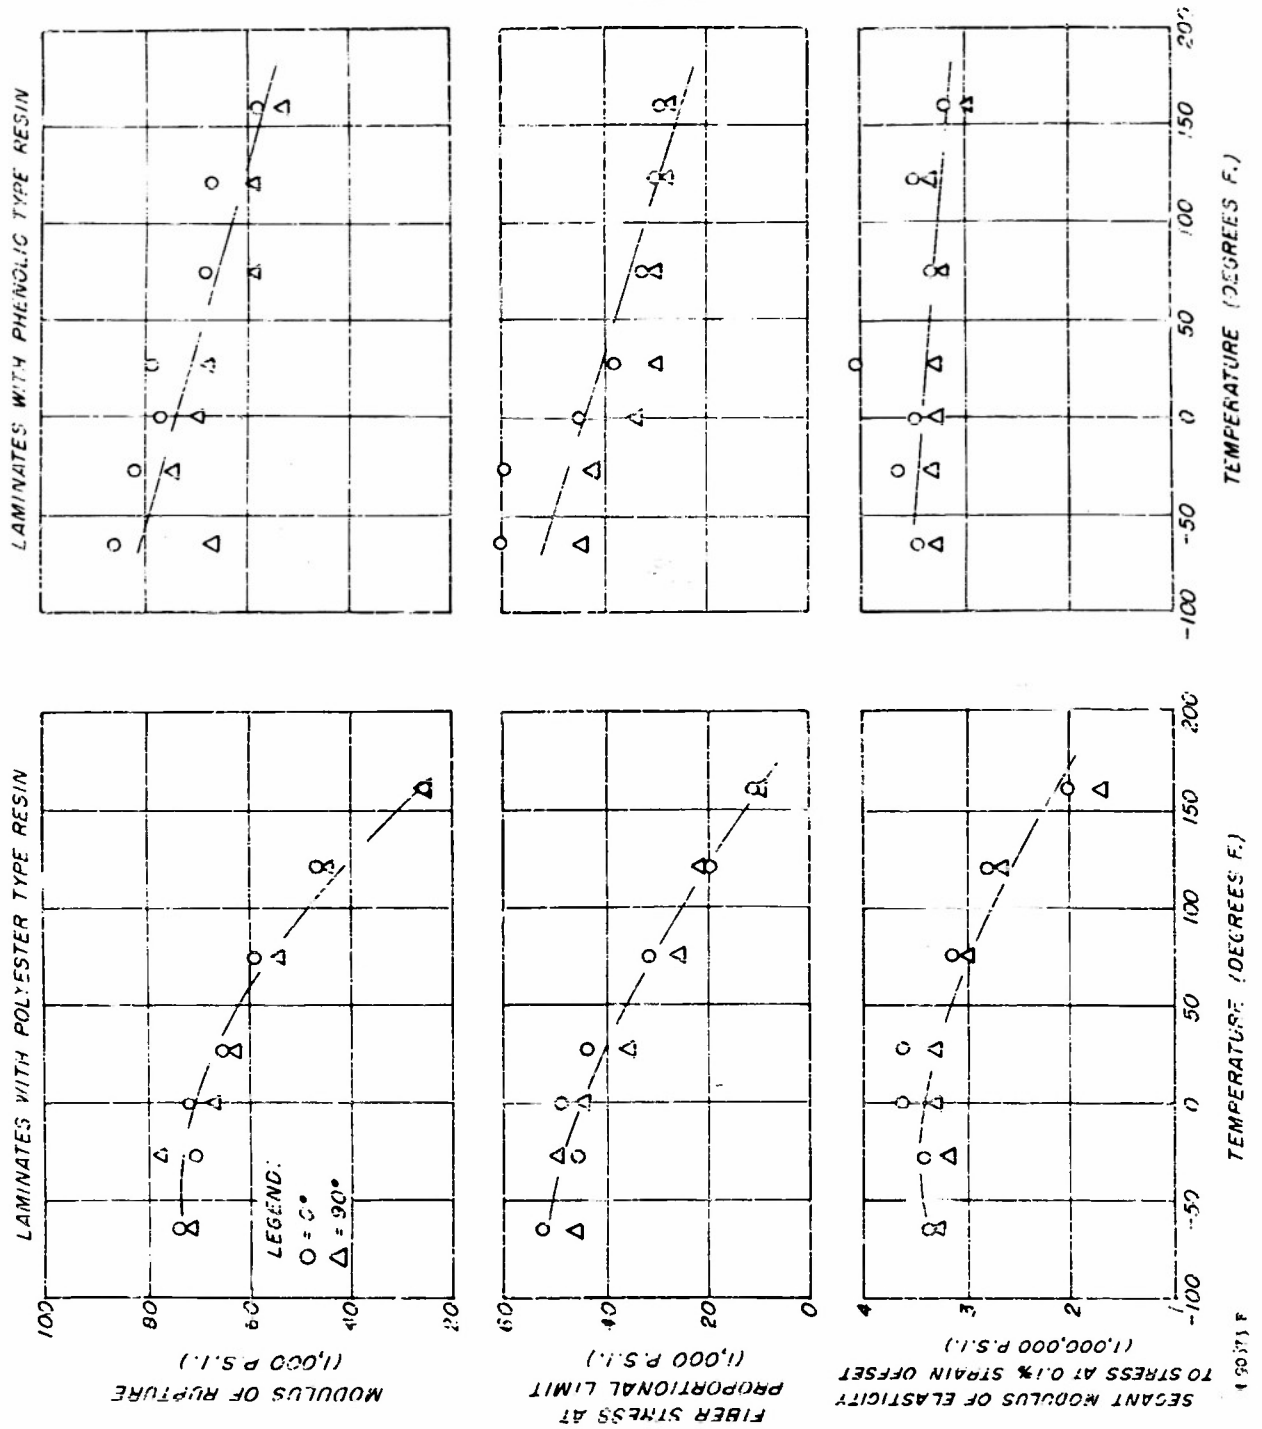 LAMINATES WITH POLYESTER TYPE RESIN
LAMINATES WITH PHENOLIC TYPE RESIN
MODULUS OF RUPTURE
(1,000 P.S.I.)
100
80
60
40
20
LEGEND:
O = 0°
△ = 90°
FIBER STRESS AT
PROPORTIONAL LIMIT
(1,000 P.S.I.)
60
40
20
0
SECANT MODULUS OF ELASTICITY
TO STRESS AT 0.1% STRAIN OFFSET
(1,000,000 P.S.I.)
4
3
2
1
-100 -50 0 50 100 150 200
-100 -50 0 50 100 150 200
TEMPERATURE (DEGREES F.)
TEMPERATURE (DEGREES F.)